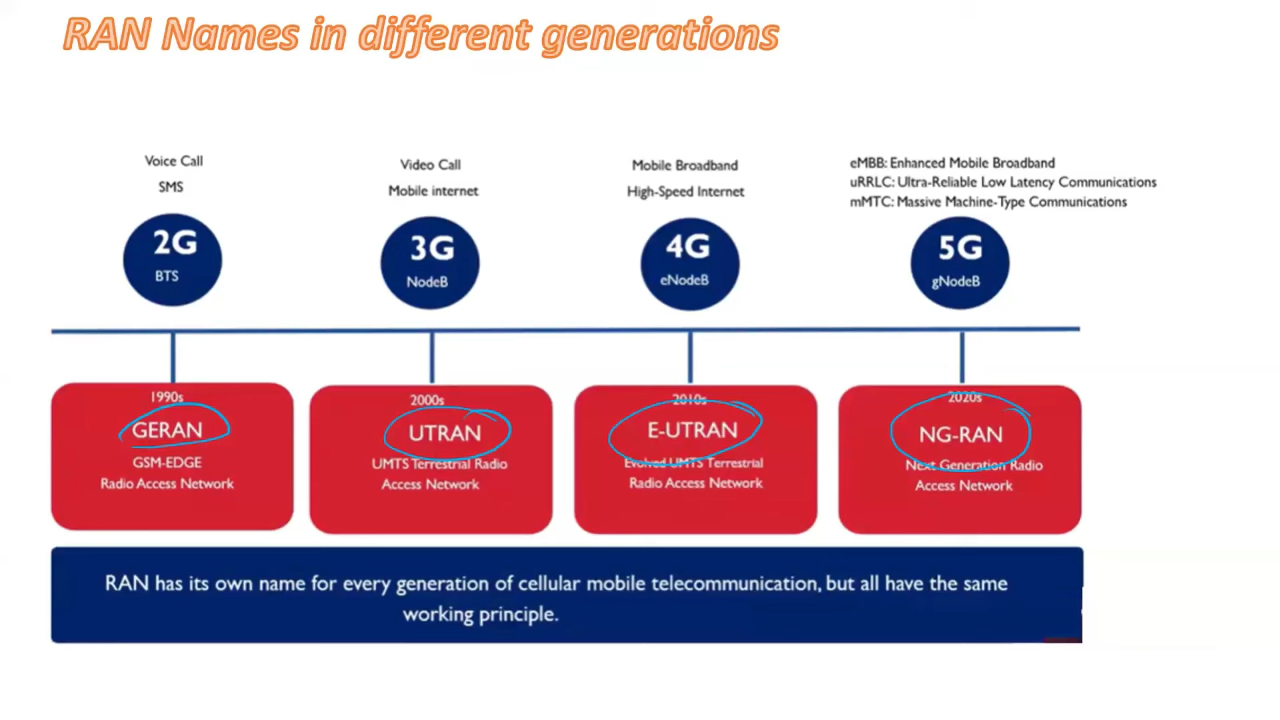 RAN Names in different generations
Voice Call
SMS
2G
BTS
Video Call
Mobile internet
3G
NodeB
Mobile Broadband
High-Speed Internet
4G
eNodeB
eMBB: Enhanced Mobile Broadband
uRRLC: Ultra-Reliable Low Latency Communications
mMTC: Massive Machine-Type Communications
5G
gNodeB
1990s
GERAN
GSM-EDGE
Radio Access Network
2000s
UTRAN
UMTS Terrestrial Radio
Access Network
2010s
E-UTRAN
Evolved UMTS Terrestrial
Radio Access Network
2020s
NG-RAN
Next Generation Radio
Access Network
RAN has its own name for every generation of cellular mobile telecommunication, but all have the same
working principle.